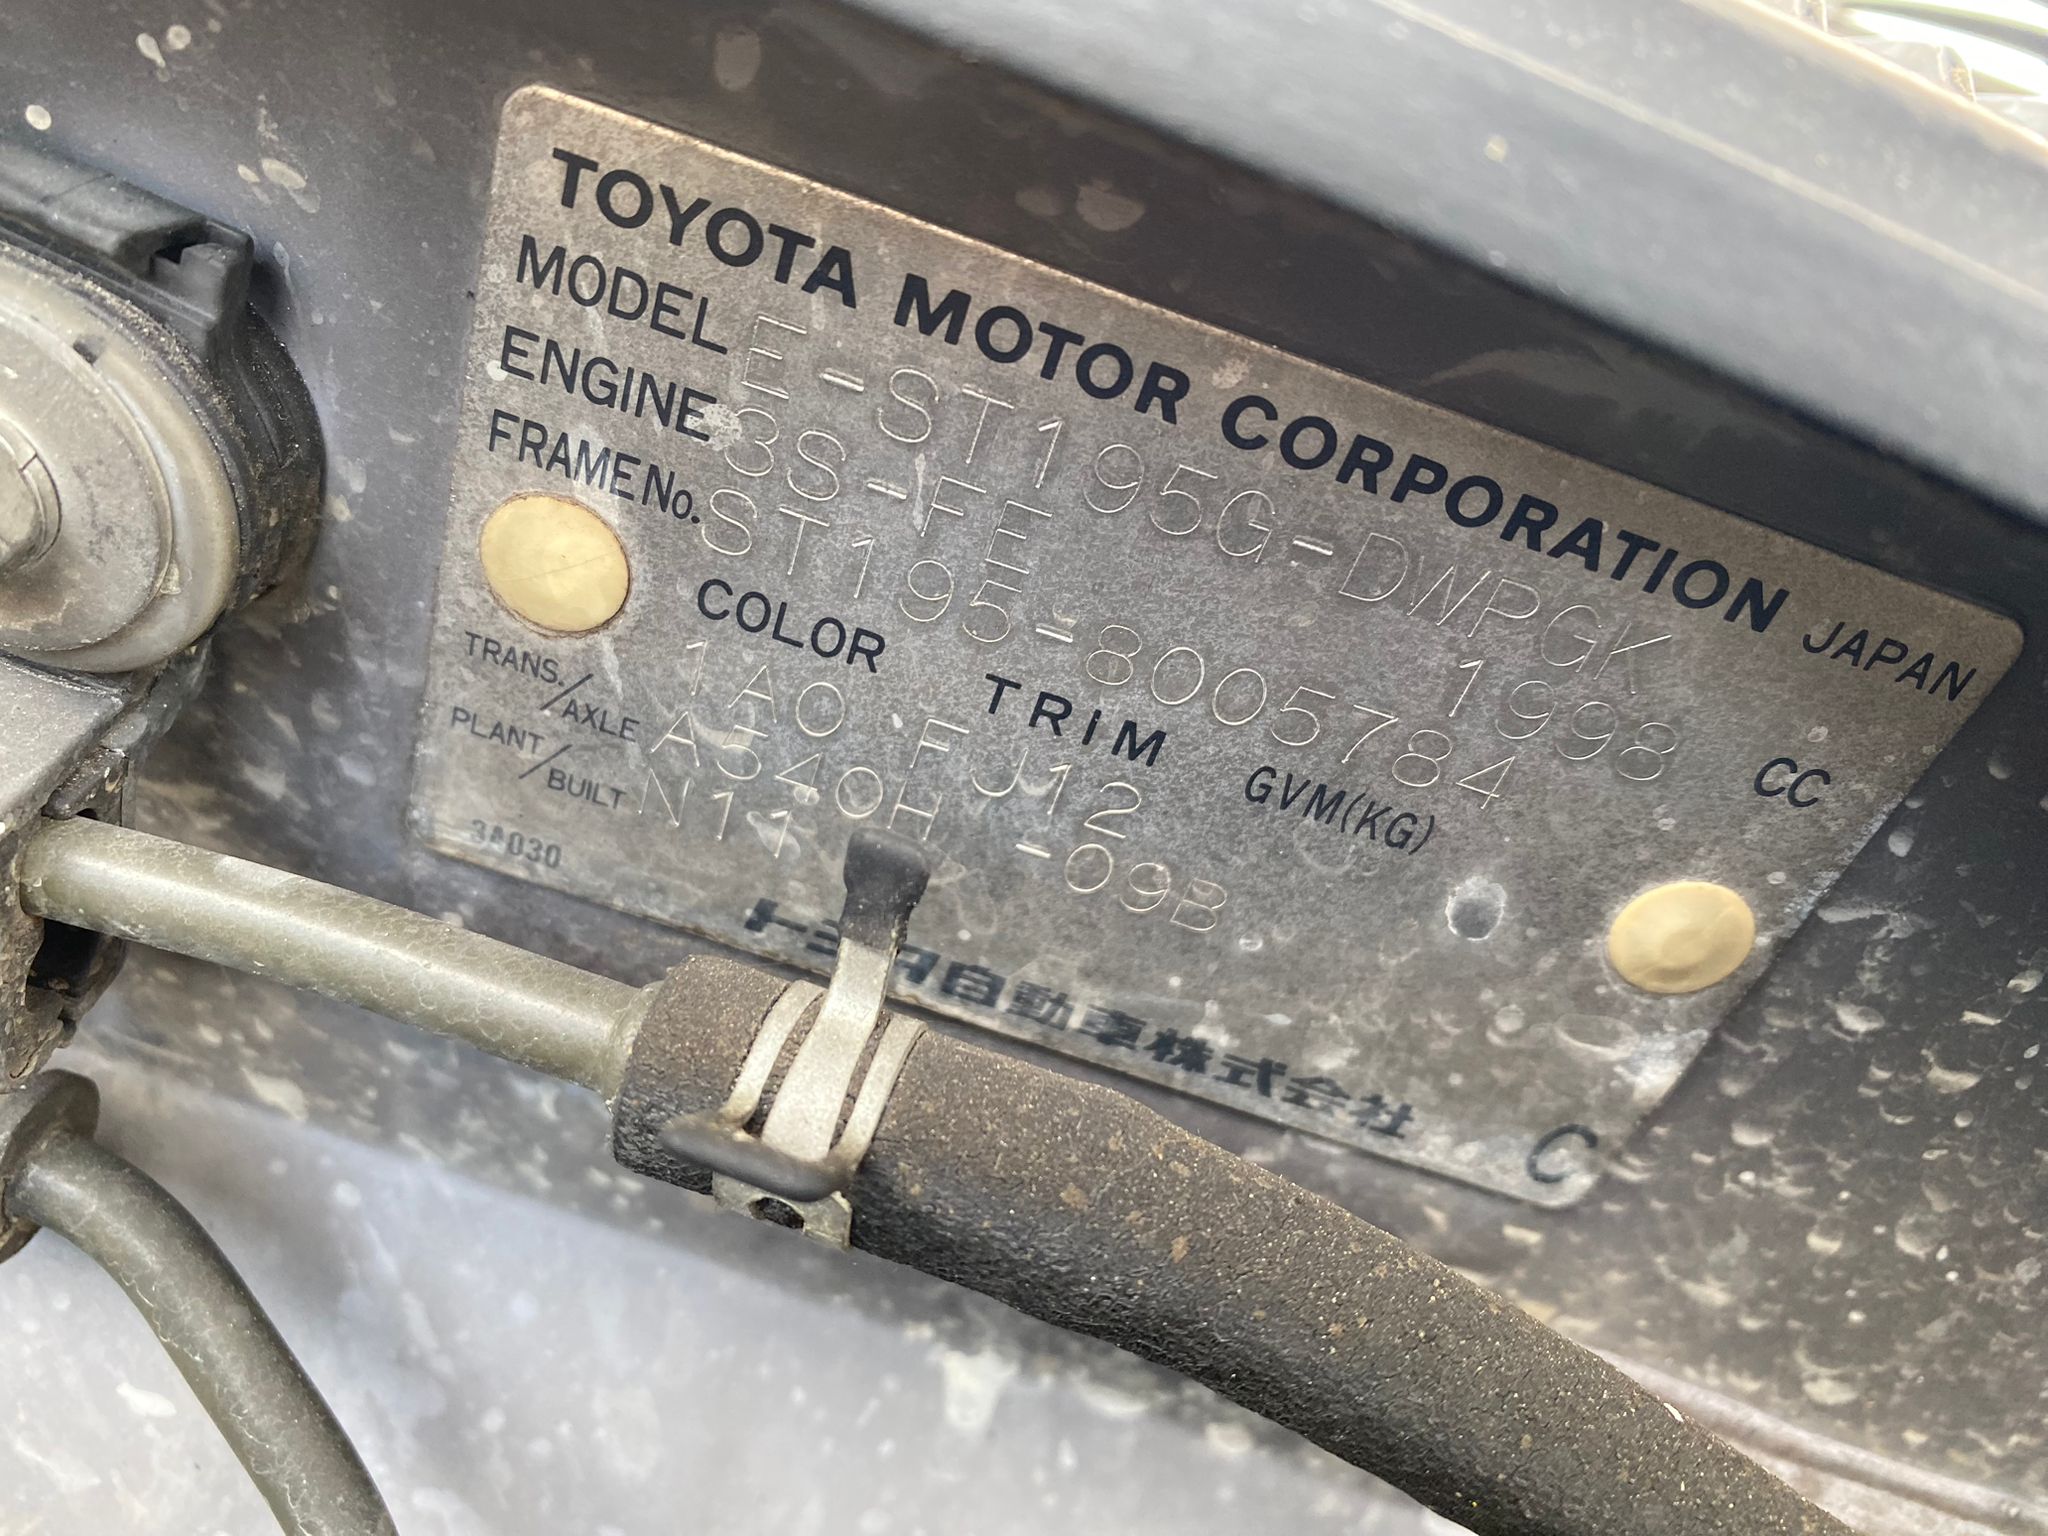 TOYOTA MOTOR CORPORATION JAPAN
MODEL E-ST195G-DWPGK
ENGINE 3S-FE 1998 CC
FRAME No. ST195-8005784
COLOR TRIM GVM(KG)
1A0 FJ12
TRANS./AXLE A540H -09B
PLANT/BUILT N11
3A030
トヨタ自動車株式会社 C